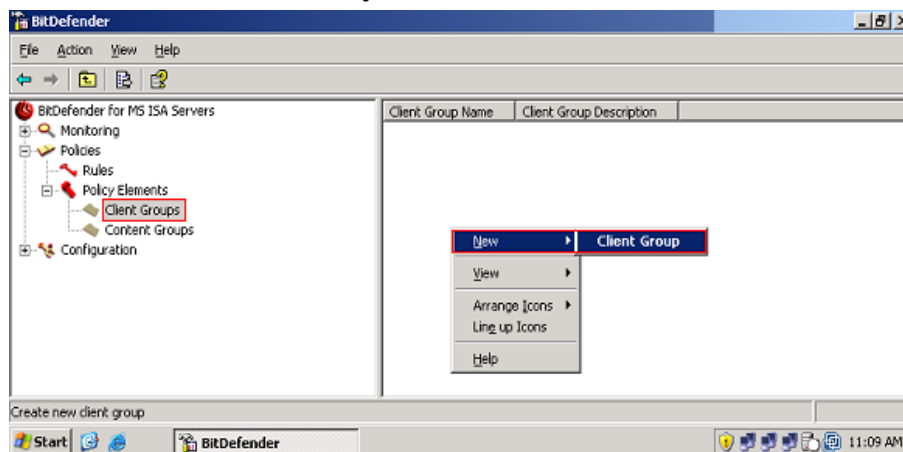 BitDefender
File Action View Help
BitDefender for MS ISA Servers
Monitoring
Policies
Rules
Policy Elements
Client Groups
Content Groups
Configuration
Client Group Name Client Group Description
New Client Group
View
Arrange Icons
Line up Icons
Help
Create new client group
Start BitDefender 11:09 AM